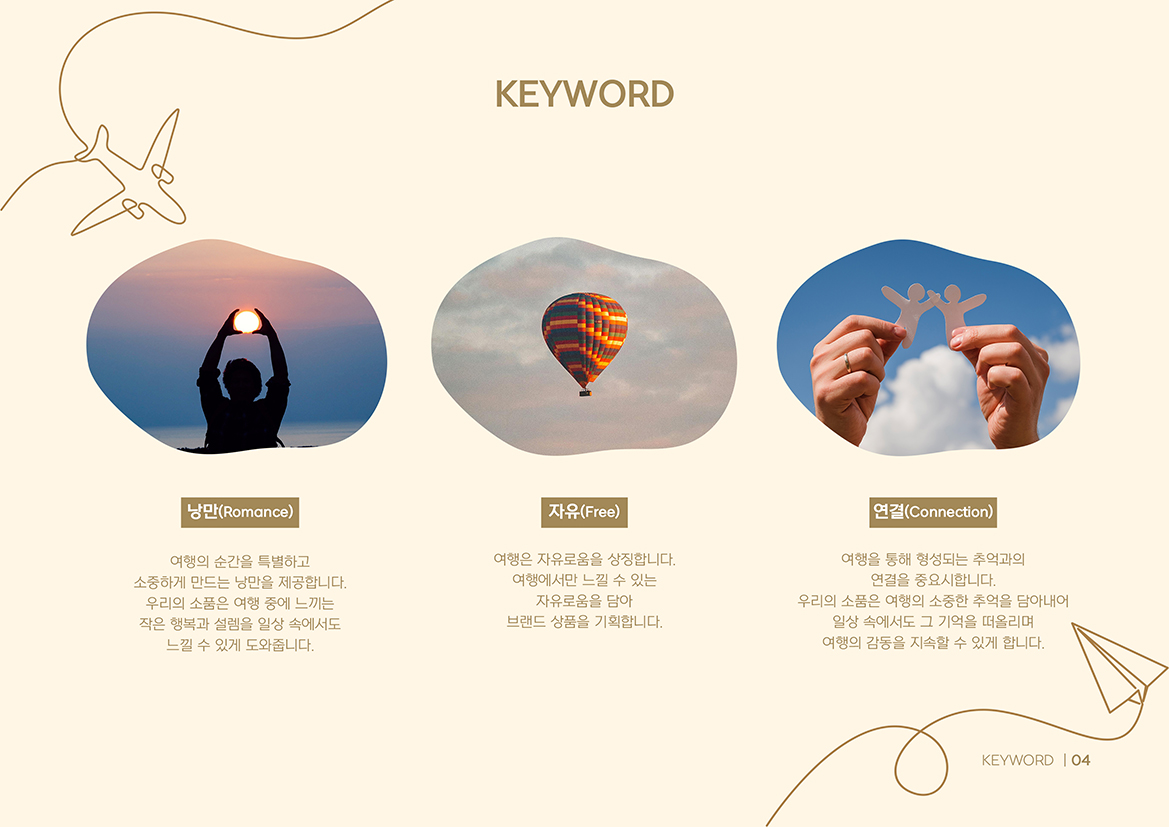 KEYWORD
낭만(Romance)
여행의 순간을 특별하고
소중하게 만드는 낭만을 제공합니다.
우리의 소품은 여행 중에 느끼는
작은 행복과 설렘을 일상 속에서도
느낄 수 있게 도와줍니다.
자유(Free)
여행은 자유로움을 상징합니다.
여행에서만 느낄 수 있는
자유로움을 담아
브랜드 상품을 기획합니다.
연결(Connection)
여행을 통해 형성되는 추억과의
연결을 중요시합니다.
우리의 소품은 여행의 소중한 추억을 담아내어
일상 속에서도 그 기억을 떠올리며
여행의 감동을 지속할 수 있게 합니다.
KEYWORD | 04